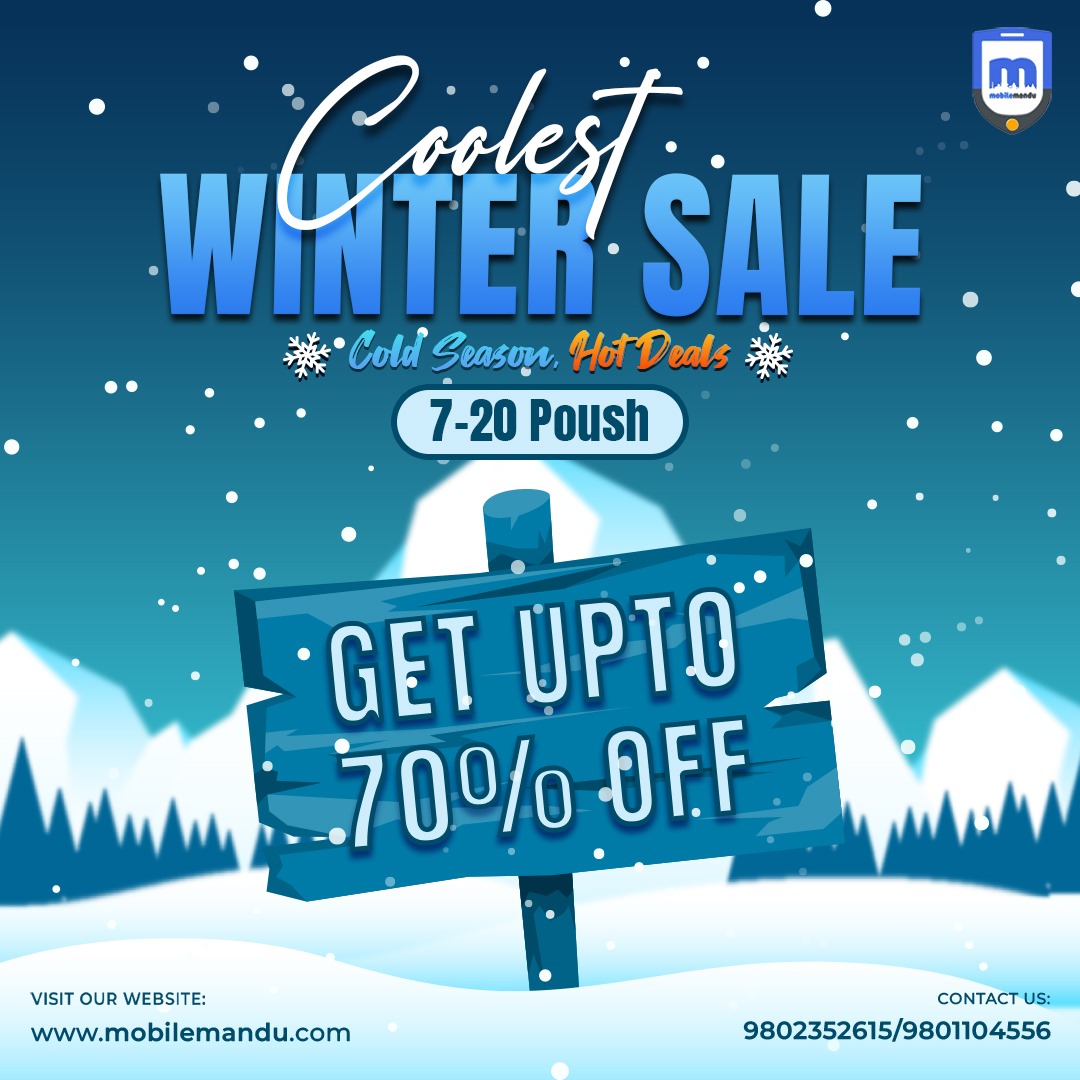 mobilemandu
Coolest
WINTER SALE
Cold Season, Hot Deals
7-20 Poush
GET UPTO
70% OFF
VISIT OUR WEBSITE:
www.mobilemandu.com
CONTACT US:
9802352615/9801104556